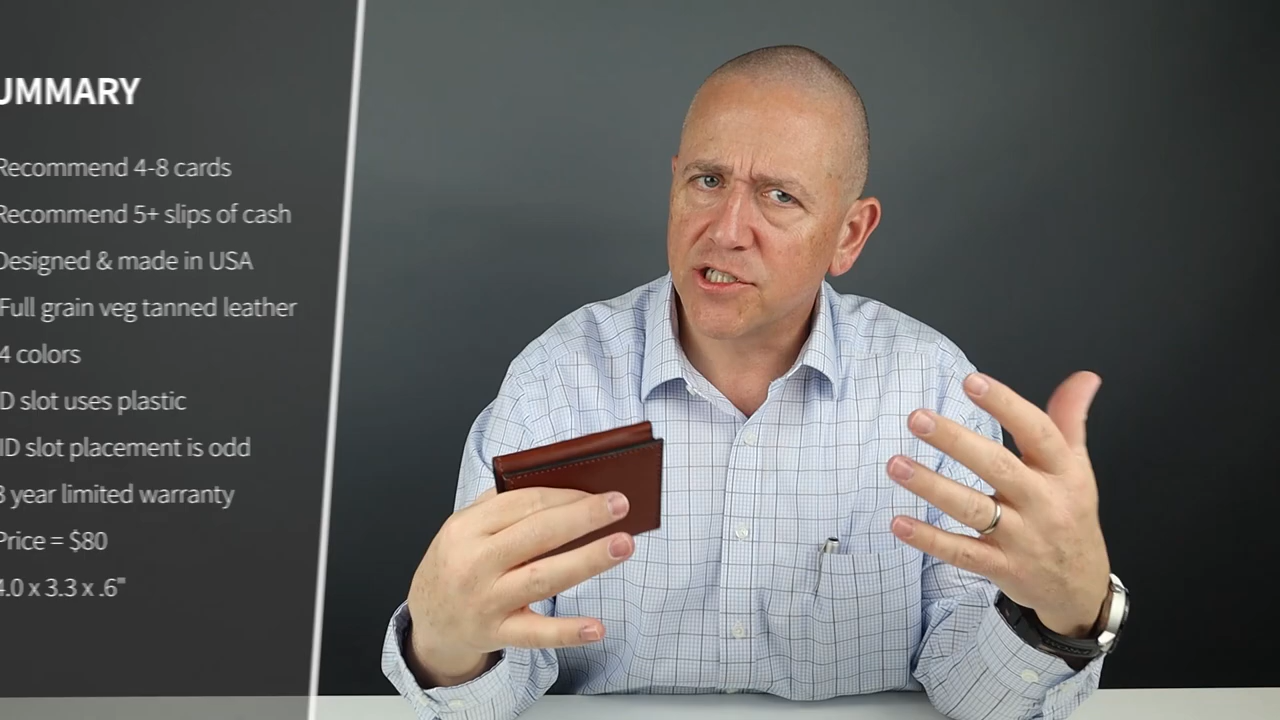 UMMARY
Recommend 4-8 cards
Recommend 5+ slips of cash
Designed & made in USA
Full grain veg tanned leather
4 colors
ID slot uses plastic
ID slot placement is odd
3 year limited warranty
Price = $80
4.0 x 3.3 x .6"